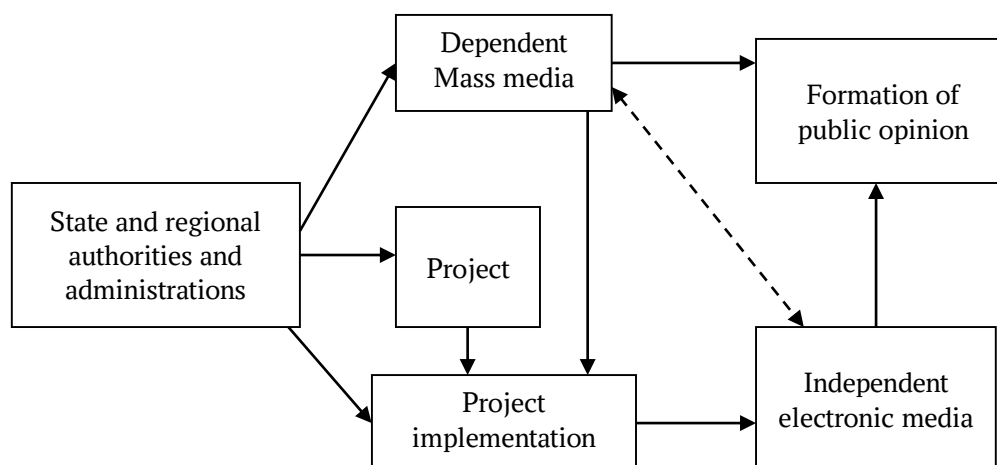 Dependent
Mass media
Formation of
public opinion
State and regional
authorities and
administrations
Project
Project
implementation
Independent
electronic media